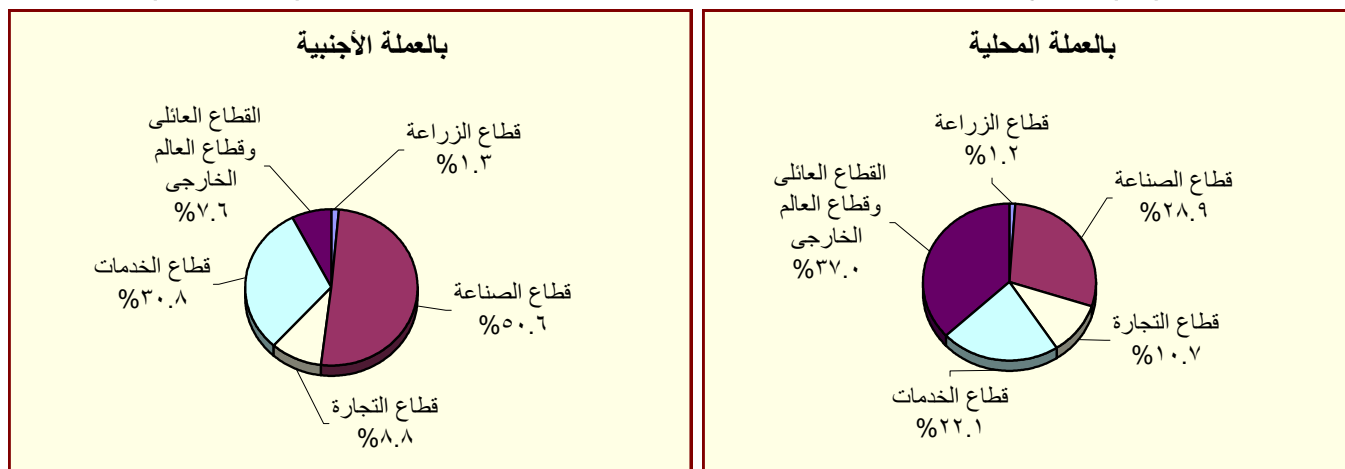 بالعملة المحلية
قطاع الزراعة
%١.٢
قطاع الصناعة
%٢٨.٩
قطاع التجارة
%١٠.٧
قطاع الخدمات
%٢٢.١
القطاع العائلى
وقطاع العالم
الخارجى
%٣٧.٠
بالعملة الأجنبية
قطاع الزراعة
%١.٣
قطاع الصناعة
%٥٠.٦
قطاع التجارة
%٨.٨
قطاع الخدمات
%٣٠.٨
القطاع العائلى
وقطاع العالم
الخارجى
%٧.٦